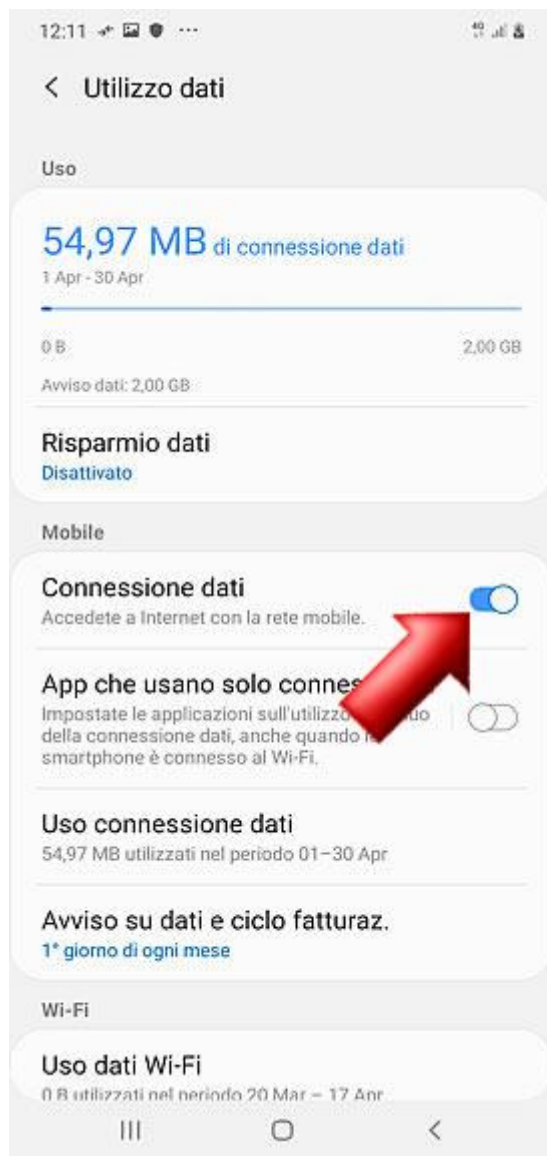 12:11
Utilizzo dati
Uso
54,97 MB di connessione dati
1 Apr - 30 Apr
0 B 2,00 GB
Avviso dati: 2,00 GB
Risparmio dati
Disattivato
Mobile
Connessione dati
Accedete a Internet con la rete mobile.
App che usano solo
Impostate le applicazioni
della connessione dati, anche quando
smartphone è connesso al Wi-Fi.
Uso connessione dati
54,97 MB utilizzati nel periodo 01–30 Apr
Avviso su dati e ciclo fatturaz.
1° giorno di ogni mese
Wi-Fi
Uso dati Wi-Fi
0 B utilizzati nel periodo 20 Mar – 17 Apr